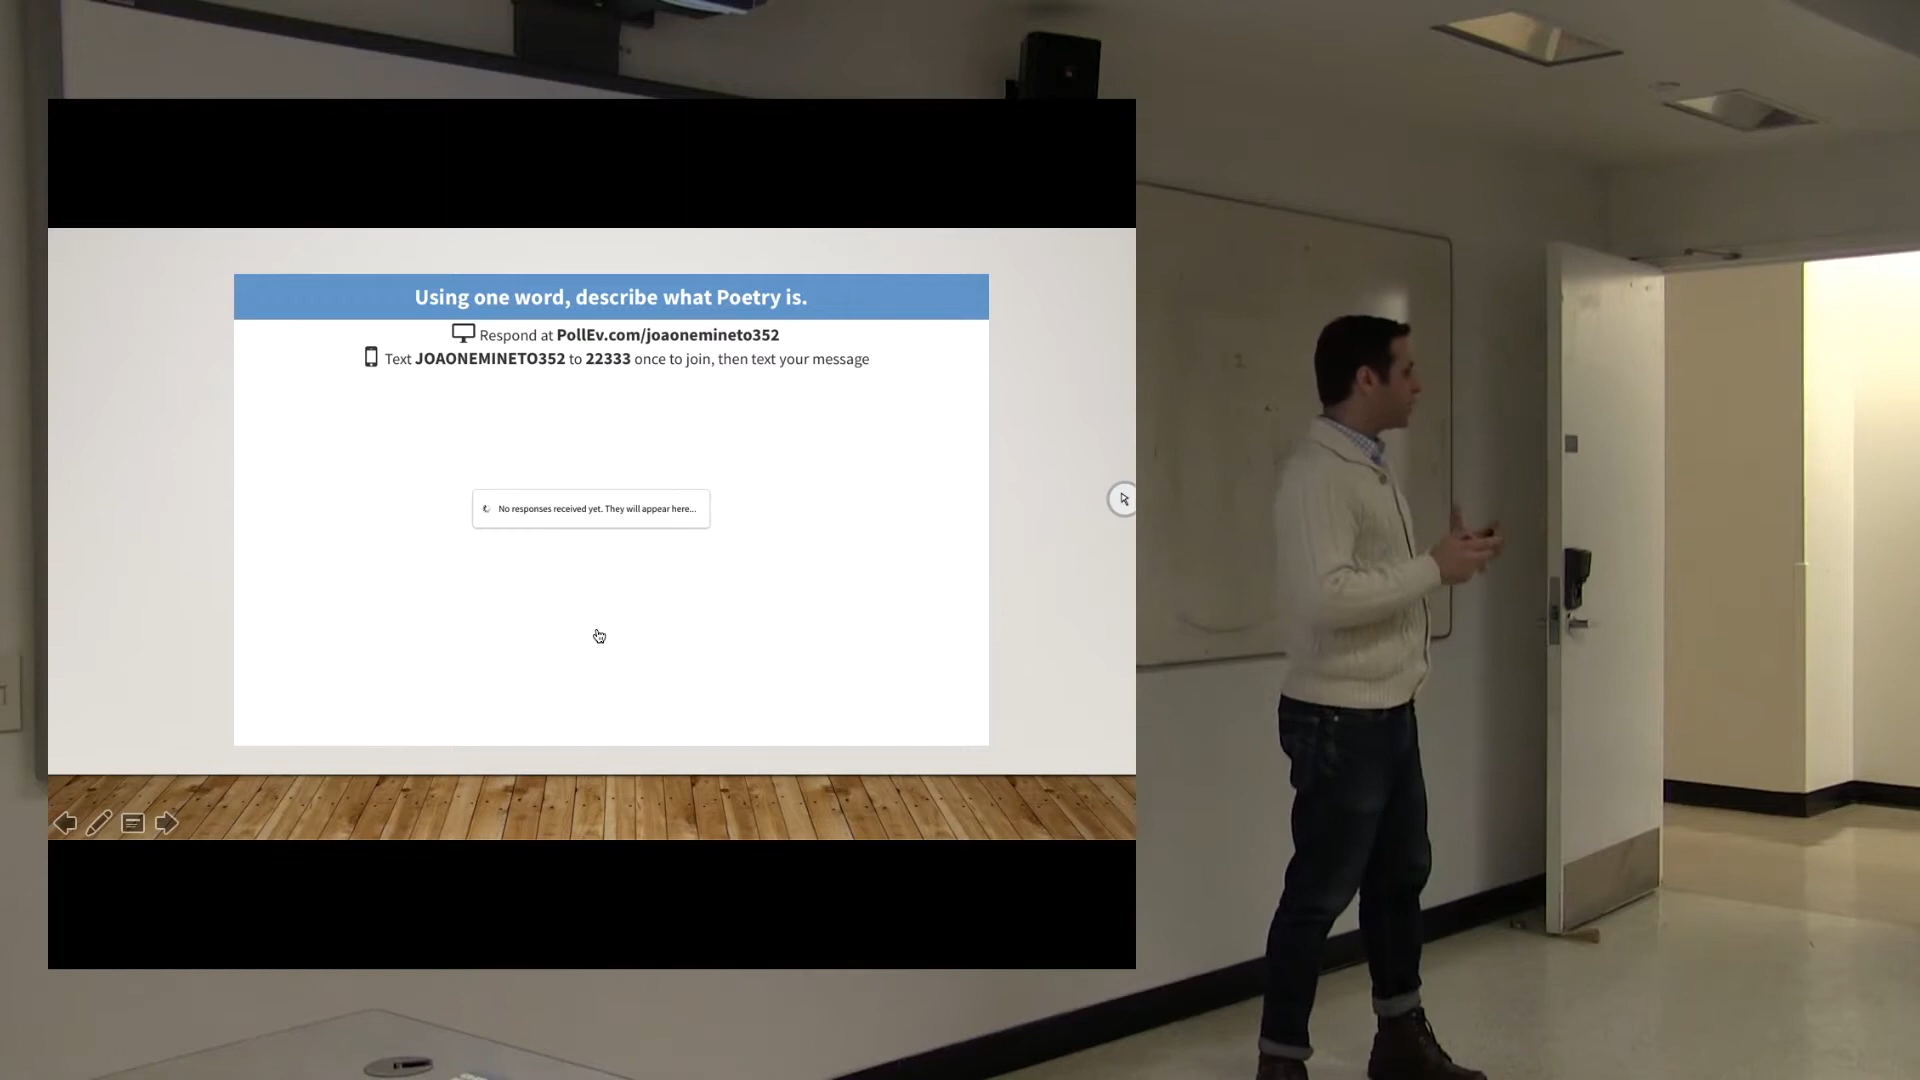 Using one word, describe what Poetry is.
Respond at PollEv.com/joaonemineto352
Text JOAONEMINETO352 to 22333 once to join, then text your message
No responses received yet. They will appear here...